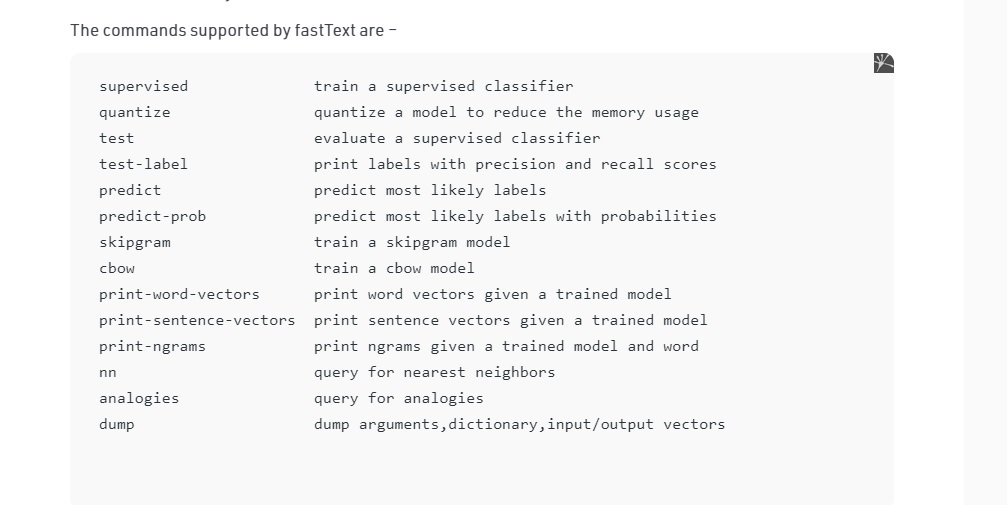 The commands supported by fastText are −
supervised train a supervised classifier
quantize quantize a model to reduce the memory usage
test evaluate a supervised classifier
test-label print labels with precision and recall scores
predict predict most likely labels
predict-prob predict most likely labels with probabilities
skipgram train a skipgram model
cbow train a cbow model
print-word-vectors print word vectors given a trained model
print-sentence-vectors print sentence vectors given a trained model
print-ngrams print ngrams given a trained model and word
nn query for nearest neighbors
analogies query for analogies
dump dump arguments,dictionary,input/output vectors